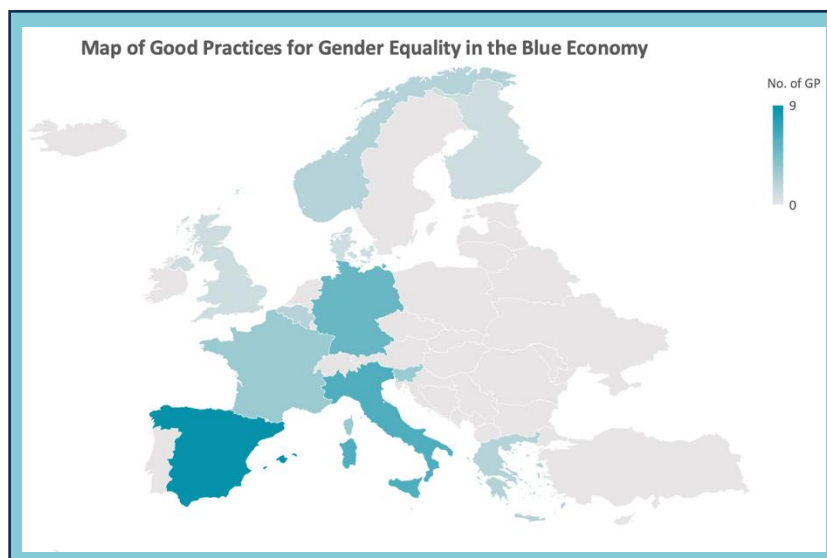 Map of Good Practices for Gender Equality in the Blue Economy
No. of GP
9
0